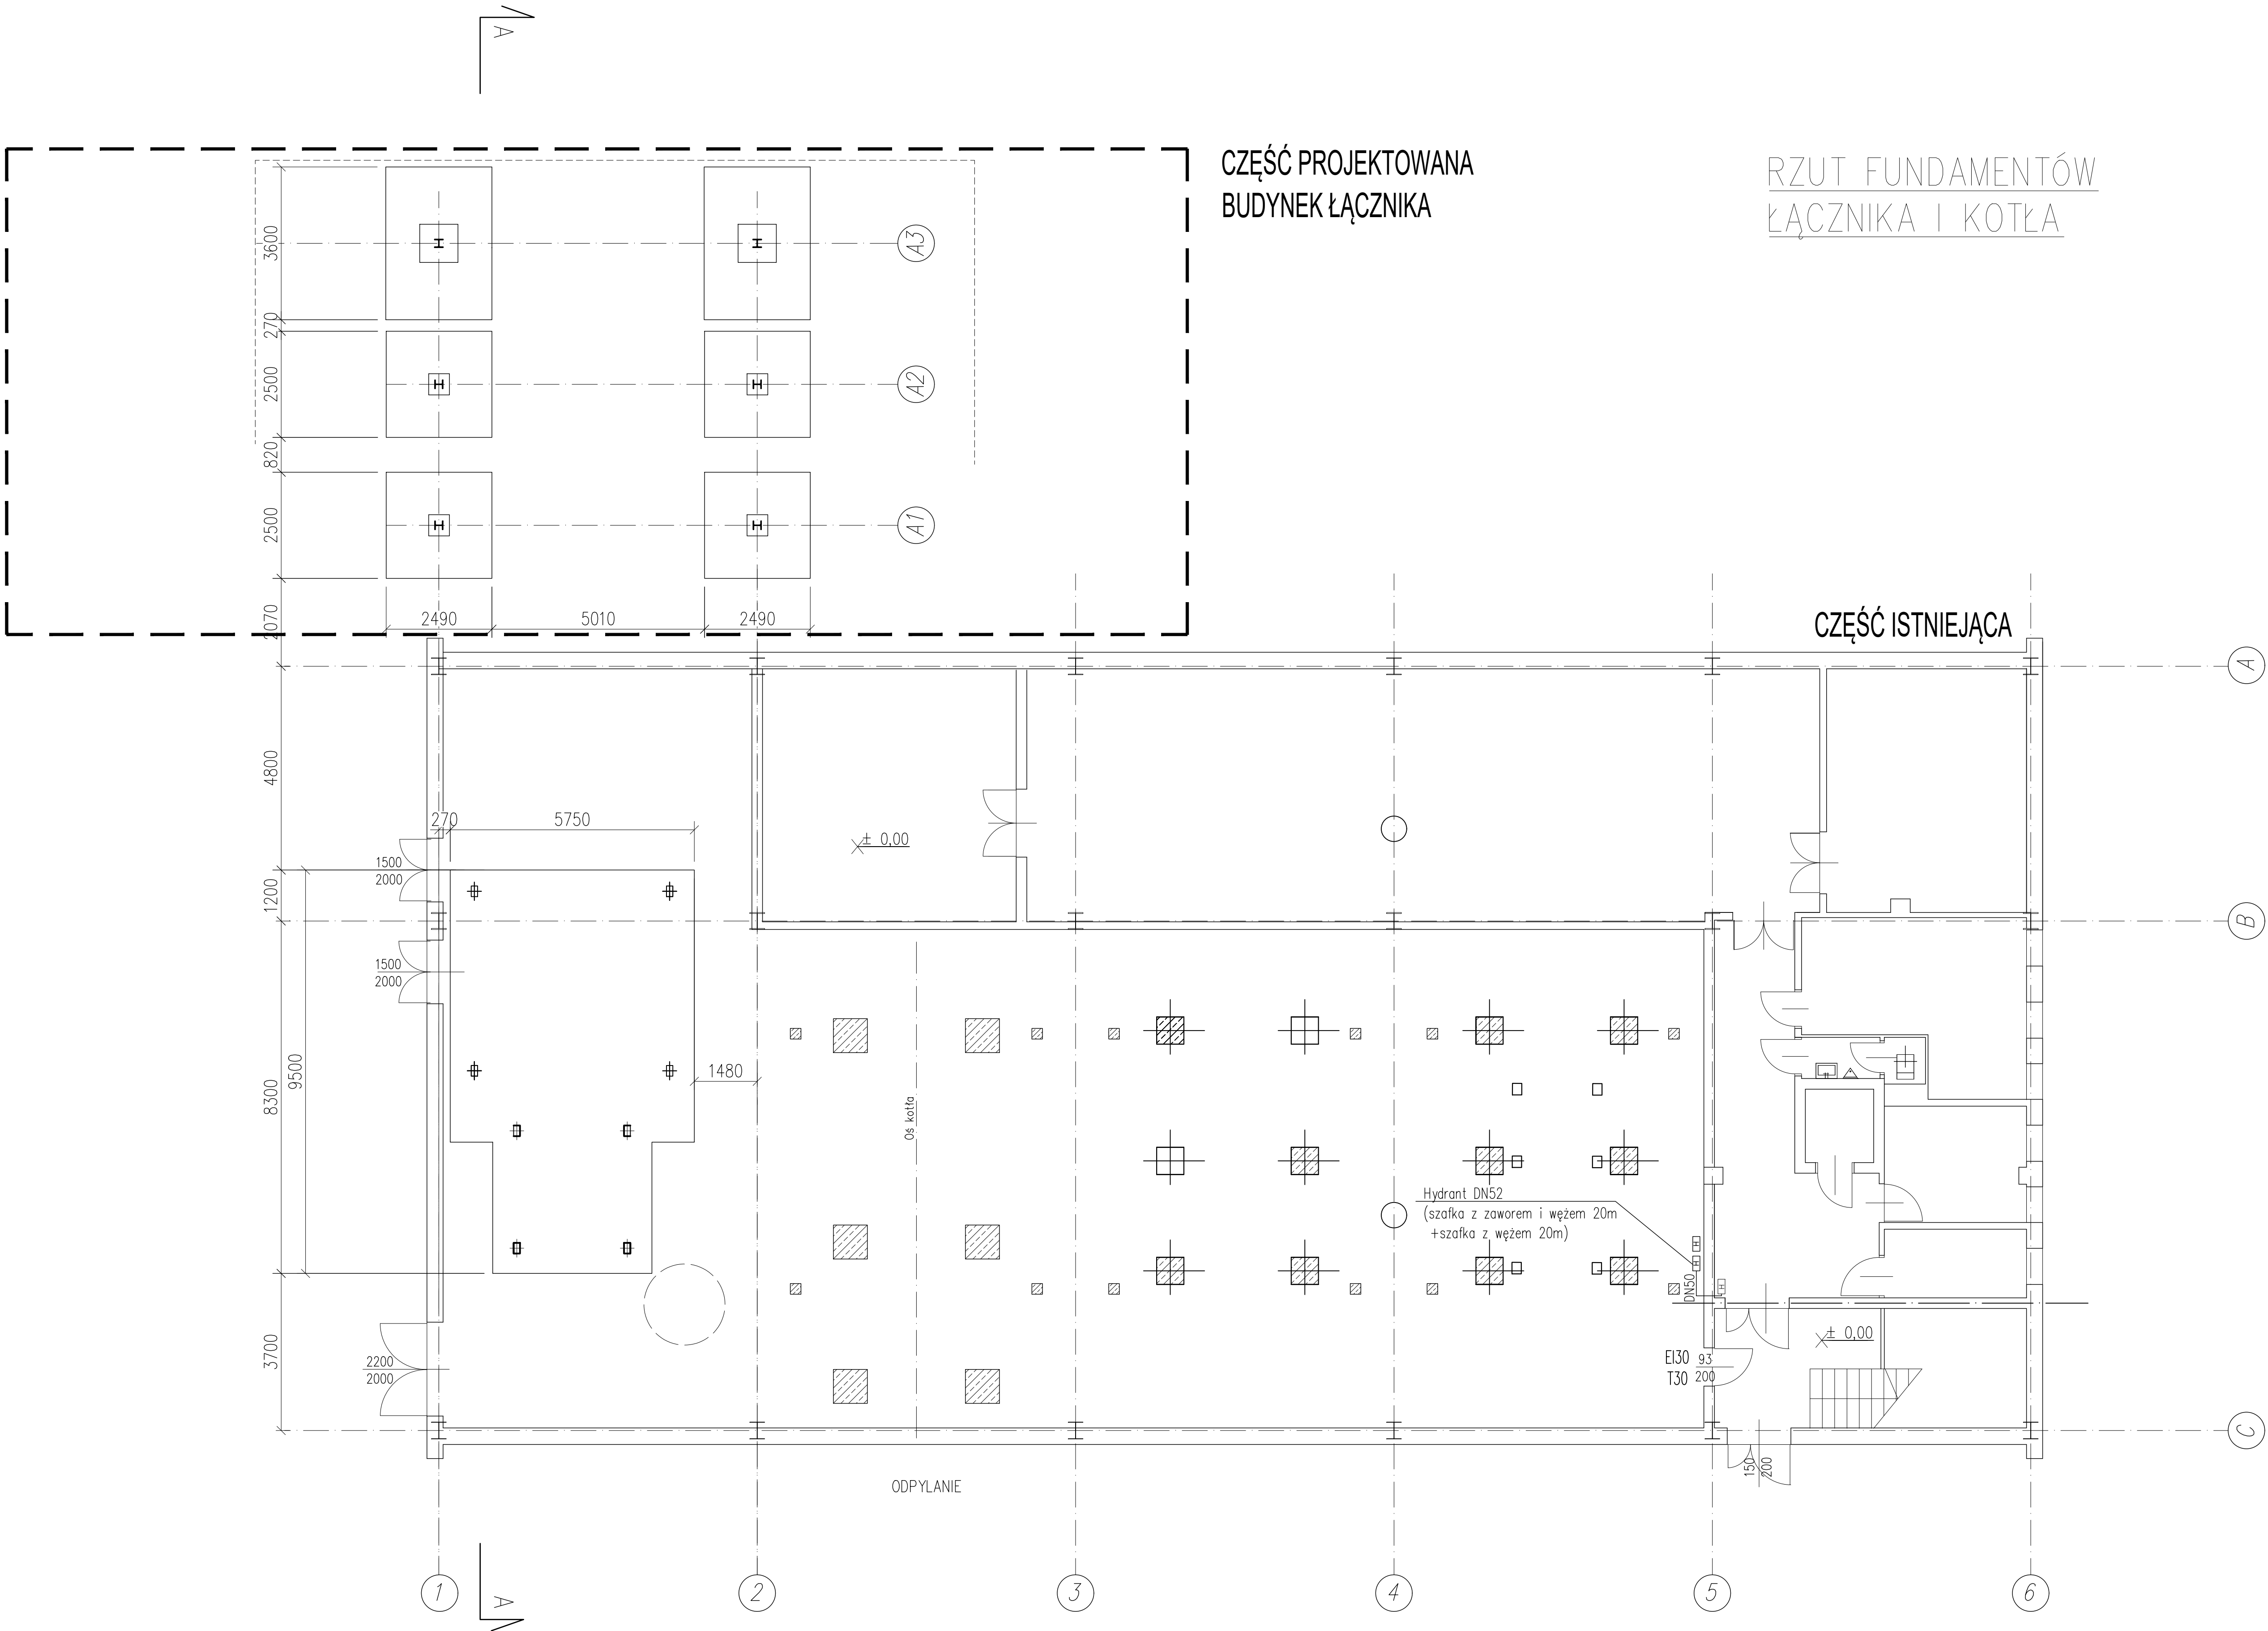 A
CZĘŚĆ PROJEKTOWANA
BUDYNEK ŁĄCZNIKA
RZUT FUNDAMENTÓW
ŁĄCZNIKA I KOTŁA
3600
A3
270
2500
A2
820
2500
A1
2070
2490
5010
2490
CZĘŚĆ ISTNIEJĄCA
A
4800
270
5750
± 0,00
1500
2000
1200
B
1500
2000
9500
8300
1480
Oś kotła
Hydrant DN52
(szafka z zaworem i wężem 20m
+szafka z wężem 20m)
DN50
± 0,00
EI30
93
T30
200
3700
2200
2000
C
150
200
ODPYLANIE
1
2
3
4
5
6
A